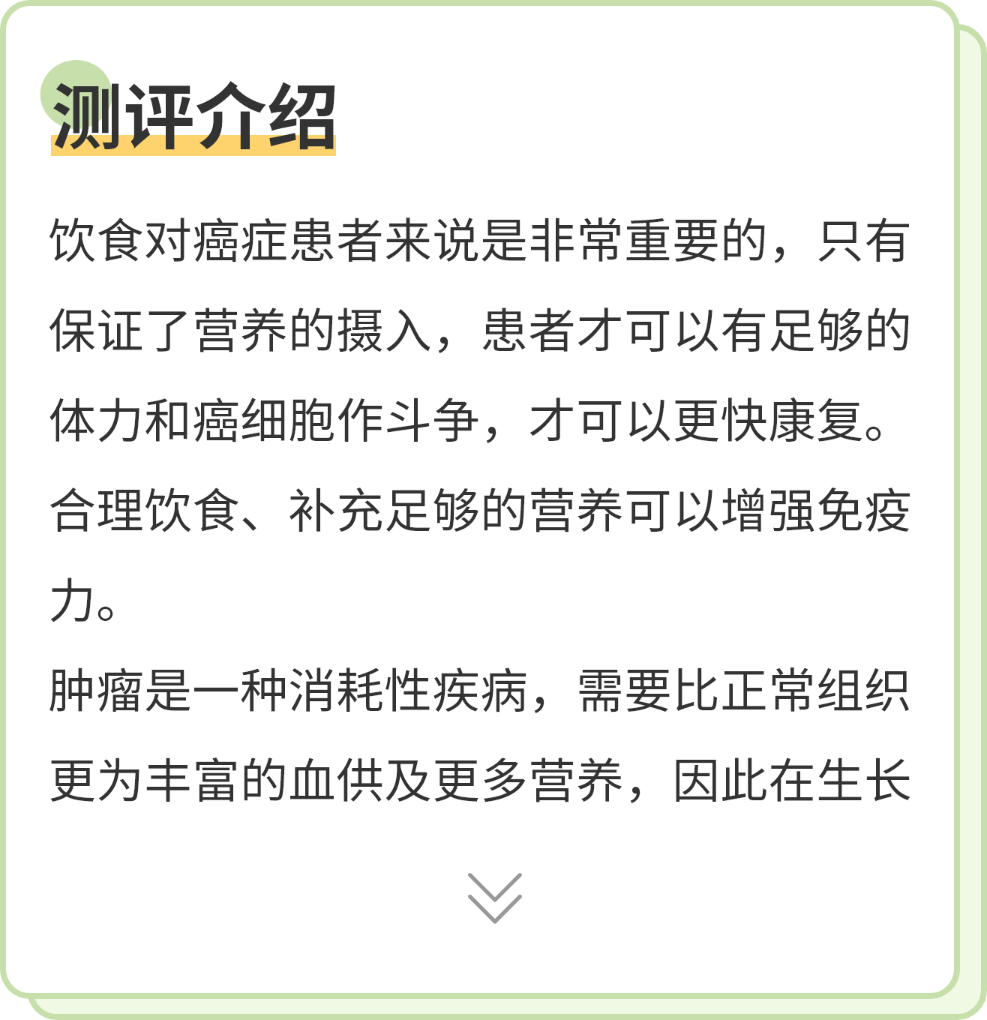 测评介绍
饮食对癌症患者来说是非常重要的，只有
保证了营养的摄入，患者才可以有足够的
体力和癌细胞作斗争，才可以更快康复。
合理饮食、补充足够的营养可以增强免疫
力。
肿瘤是一种消耗性疾病，需要比正常组织
更为丰富的血供及更多营养，因此在生长